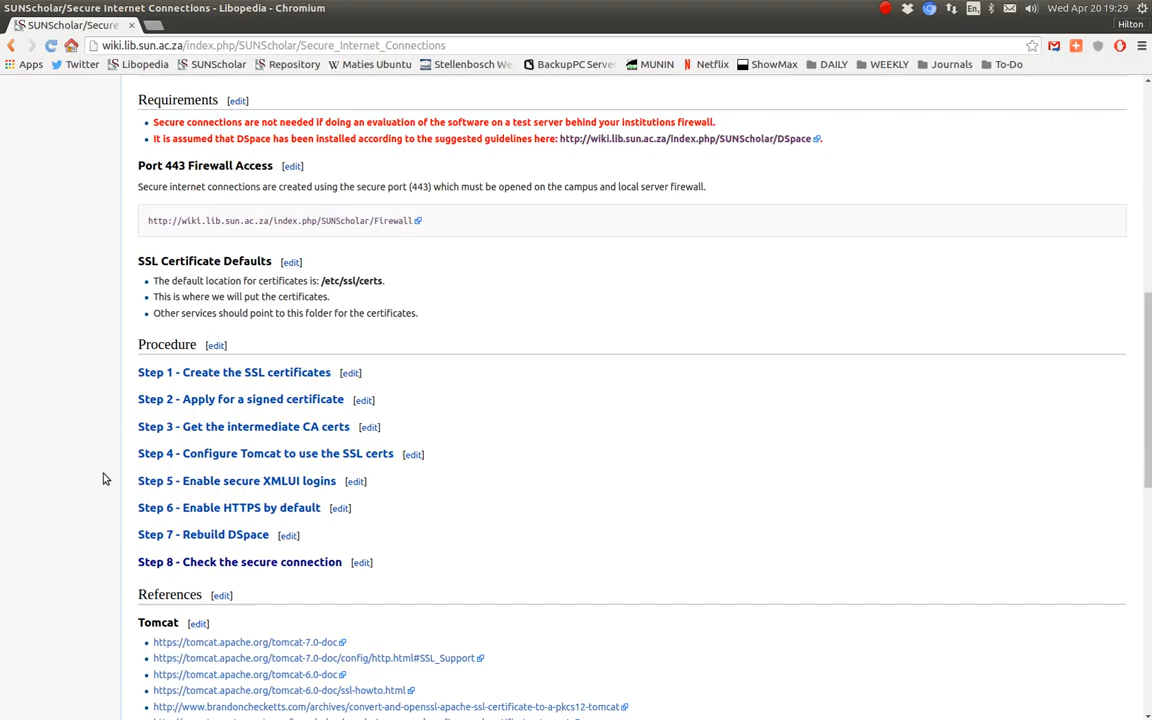 SUNScholar/Secure Internet Connections - Libopedia - Chromium
En
Wed Apr 20 19:29
SUNScholar/Secure
Hilton
wiki.lib.sun.ac.za/index.php/SUNScholar/Secure_Internet_Connections
Apps Twitter Libopedia SUNScholar Repository Maties Ubuntu Stellenbosch We BackupPC Serve MUNIN Netflix ShowMax DAILY WEEKLY Journals To-Do
Requirements [edit]
Secure connections are not needed if doing an evaluation of the software on a test server behind your institutions firewall.
It is assumed that DSpace has been installed according to the suggested guidelines here: http://wiki.lib.sun.ac.za/index.php/SUNScholar/DSpace.
Port 443 Firewall Access [edit]
Secure internet connections are created using the secure port (443) which must be opened on the campus and local server firewall.
http://wiki.lib.sun.ac.za/index.php/SUNScholar/Firewall
SSL Certificate Defaults [edit]
The default location for certificates is: /etc/ssl/certs.
This is where we will put the certificates.
Other services should point to this folder for the certificates.
Procedure [edit]
Step 1 - Create the SSL certificates [edit]
Step 2 - Apply for a signed certificate [edit]
Step 3 - Get the intermediate CA certs [edit]
Step 4 - Configure Tomcat to use the SSL certs [edit]
Step 5 - Enable secure XMLUI logins [edit]
Step 6 - Enable HTTPS by default [edit]
Step 7 - Rebuild DSpace [edit]
Step 8 - Check the secure connection [edit]
References [edit]
Tomcat [edit]
https://tomcat.apache.org/tomcat-7.0-doc
https://tomcat.apache.org/tomcat-7.0-doc/config/http.html#SSL_Support
https://tomcat.apache.org/tomcat-6.0-doc
https://tomcat.apache.org/tomcat-6.0-doc/ssl-howto.html
http://www.brandonchecketts.com/archives/convert-and-openssl-apache-ssl-certificate-to-a-pkcs12-tomcat